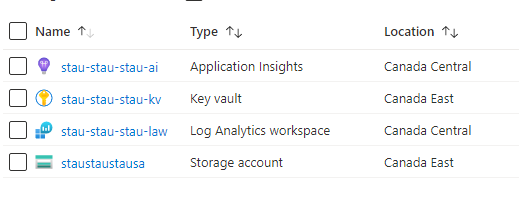 Name ↑↓ Type ↑↓ Location ↑↓
stau-stau-stau-ai Application Insights Canada Central
stau-stau-stau-kv Key vault Canada East
stau-stau-stau-law Log Analytics workspace Canada Central
staustaustausa Storage account Canada East